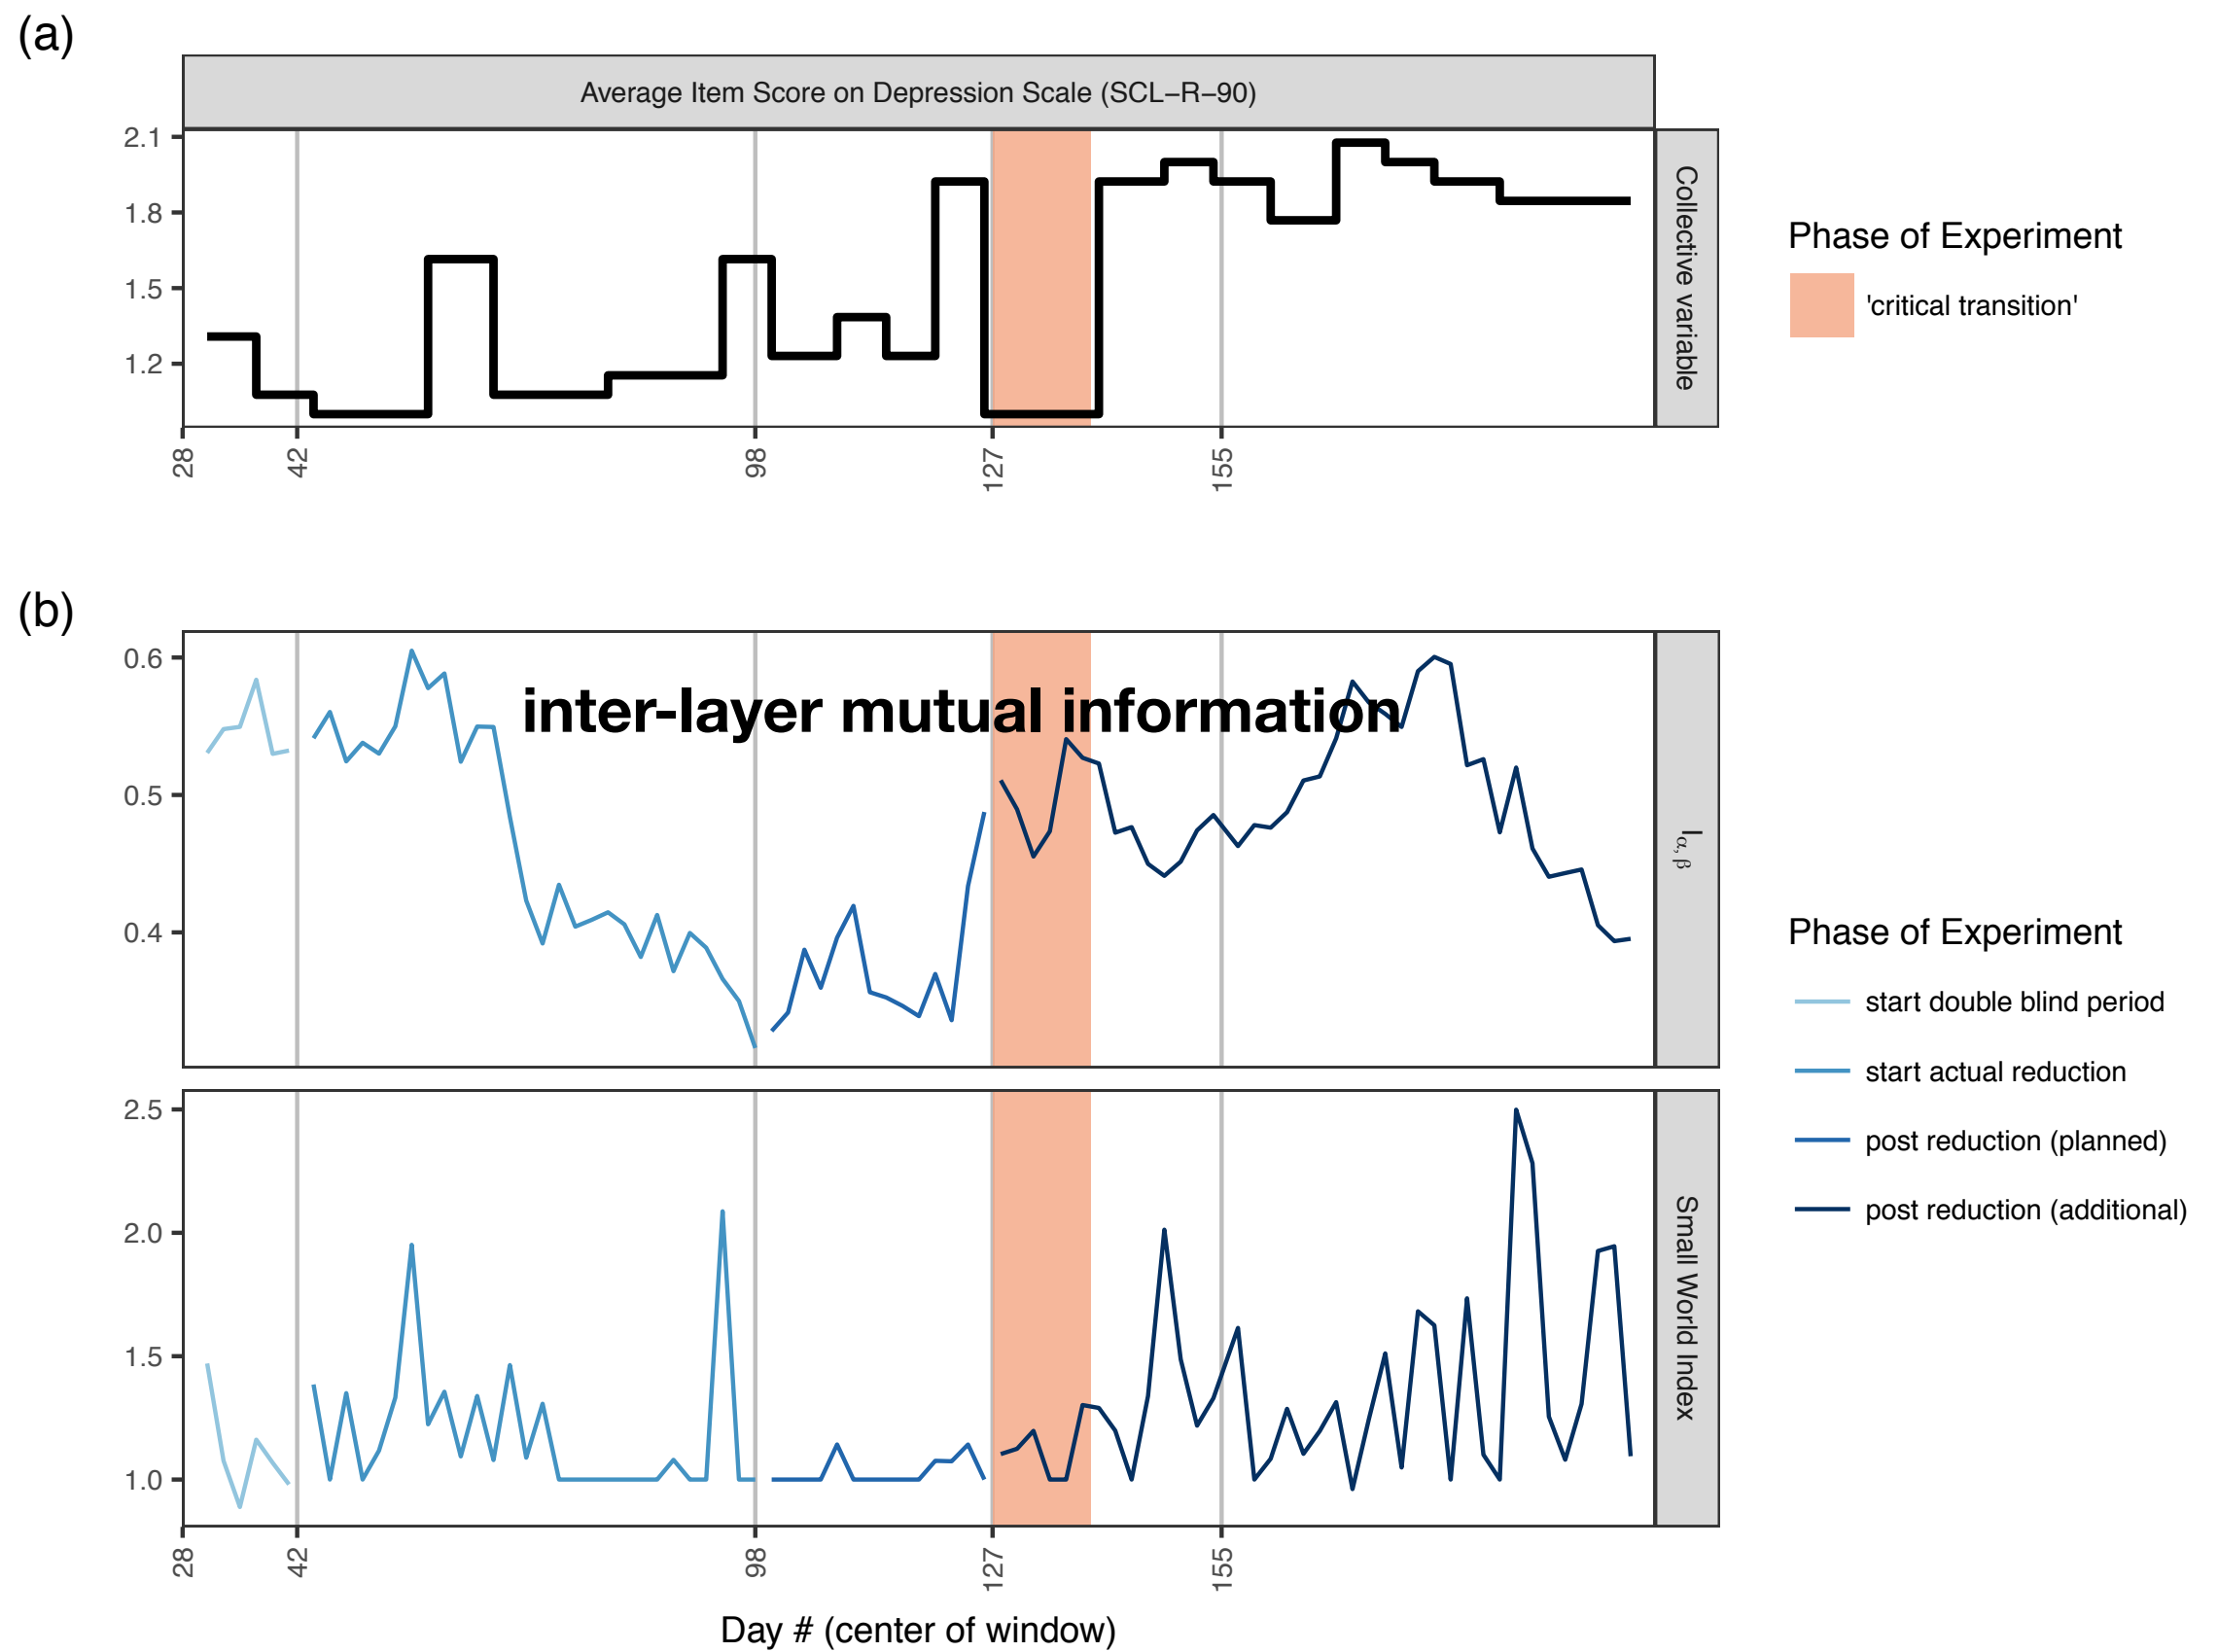 (a)
Average Item Score on Depression Scale (SCL−R−90)
2.1
1.8
1.5
1.2
Collective variable
28
42
98
127
155
Phase of Experiment
'critical transition'
(b)
inter-layer mutual information
0.6
0.5
0.4
Iα, β
2.5
2.0
1.5
1.0
Small World Index
28
42
98
127
155
Day # (center of window)
Phase of Experiment
start double blind period
start actual reduction
post reduction (planned)
post reduction (additional)